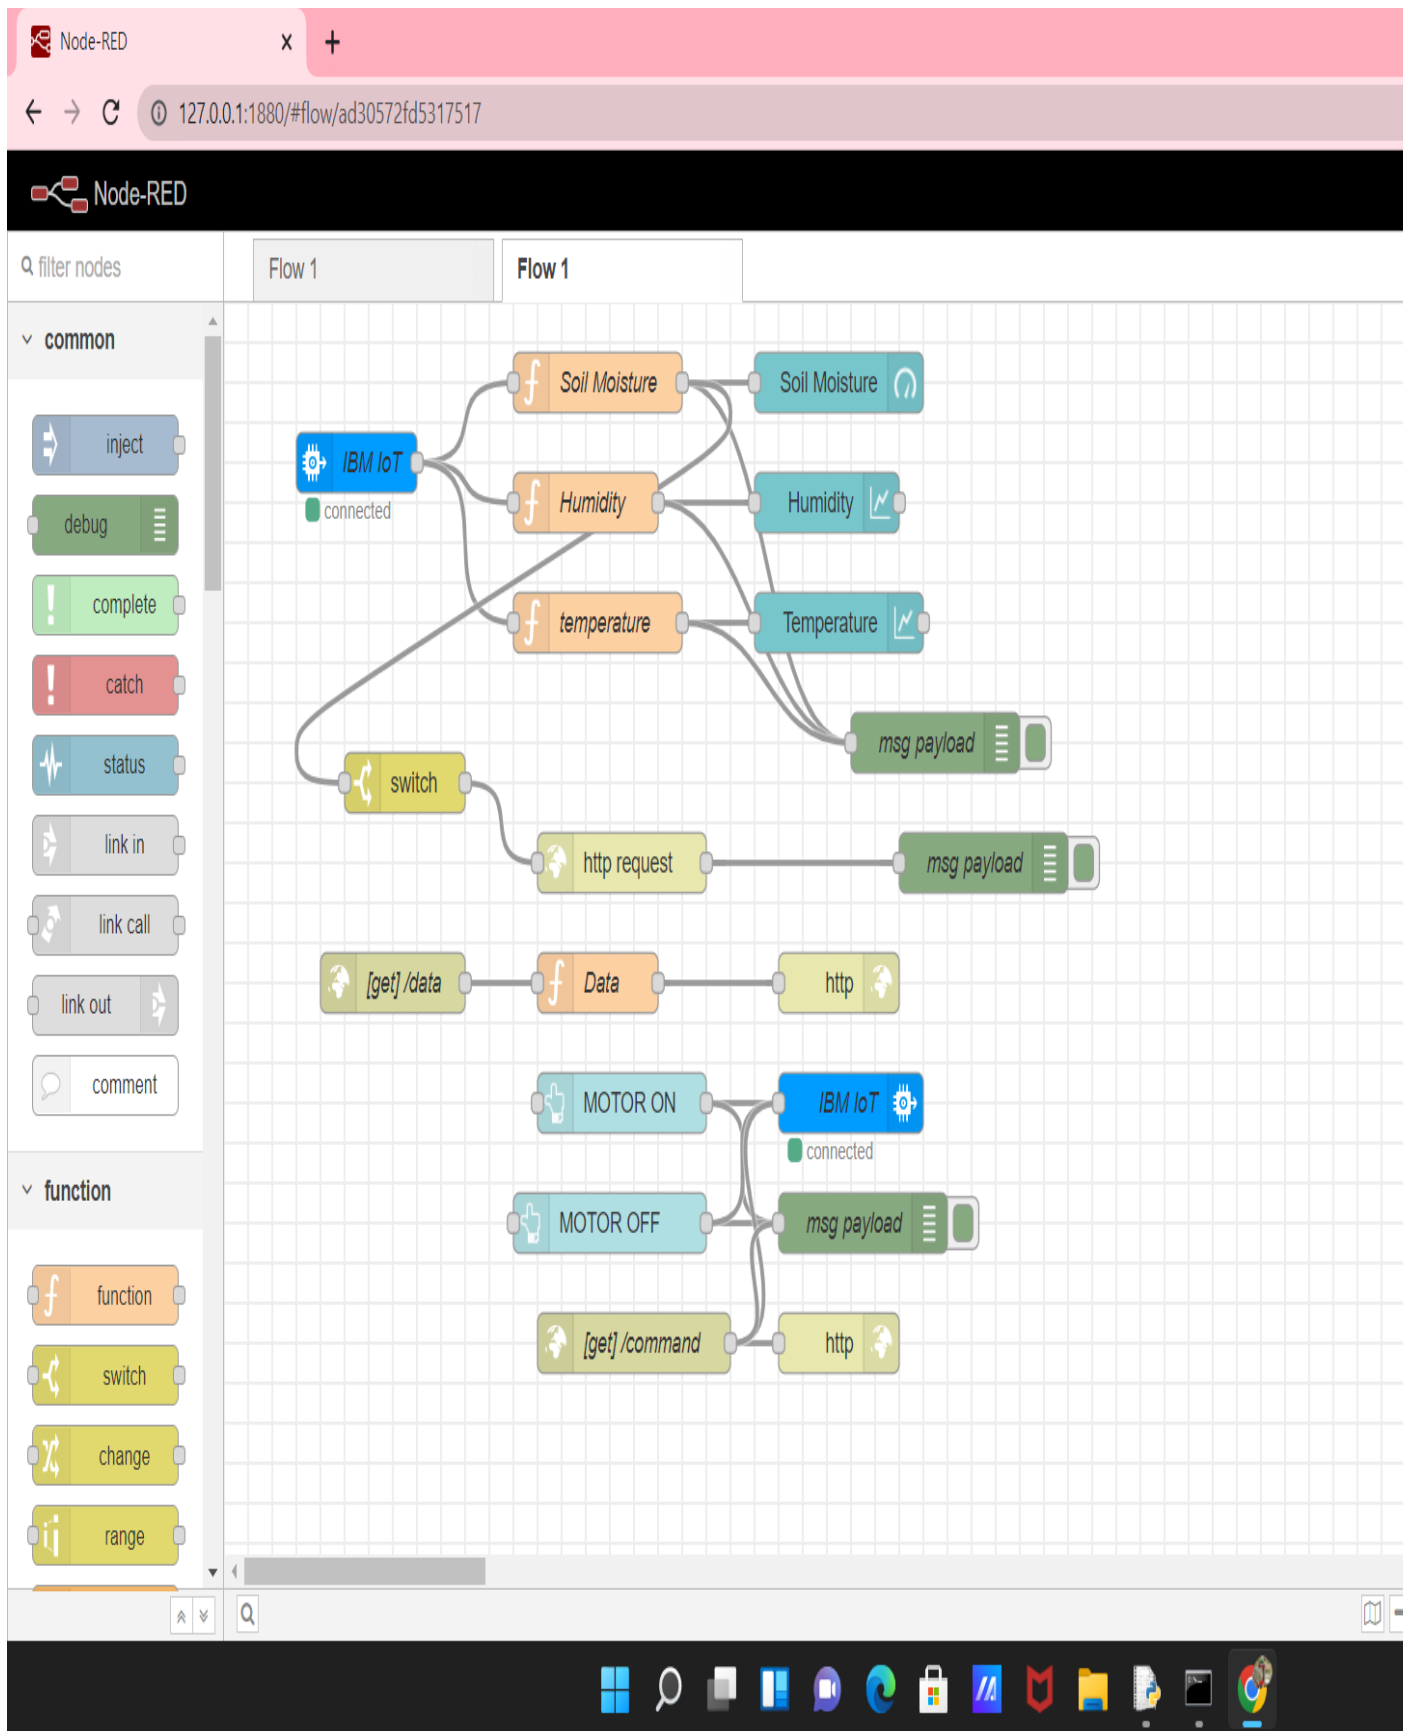 Node-RED
127.0.0.1:1880/#flow/ad30572fd5317517
Node-RED
filter nodes
common
inject
debug
complete
catch
status
link in
link call
link out
comment
function
function
switch
change
range
Flow 1
Flow 1
IBM IoT
connected
Soil Moisture
Soil Moisture
Humidity
Humidity
temperature
Temperature
msg payload
switch
http request
msg payload
[get] /data
Data
http
MOTOR ON
IBM IoT
connected
MOTOR OFF
msg payload
[get] /command
http